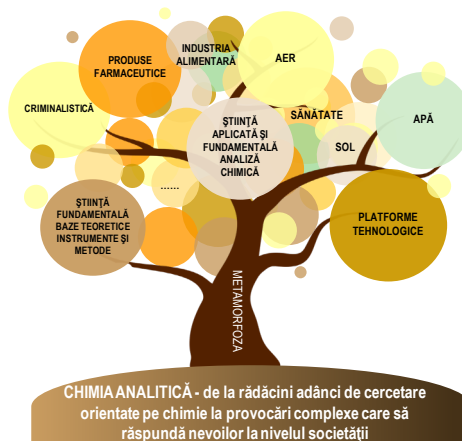 INDUSTRIA
ALIMENTARĂ
PRODUSE
FARMACEUTICE
AER
CRIMINALISTICĂ
SĂNĂTATE
APĂ
ŞTIINŢĂ
APLICATĂ ŞI
FUNDAMENTALĂ
ANALIZĂ
CHIMICĂ
SOL
......
ŞTIINŢĂ
FUNDAMENTALĂ
BAZE TEORETICE
INSTRUMENTE ŞI
METODE
PLATFORME
TEHNOLOGICE
METAMORFOZA
CHIMIA ANALITICĂ - de la rădăcini adânci de cercetare
orientate pe chimie la provocări complexe care să
răspundă nevoilor la nivelul societăţii